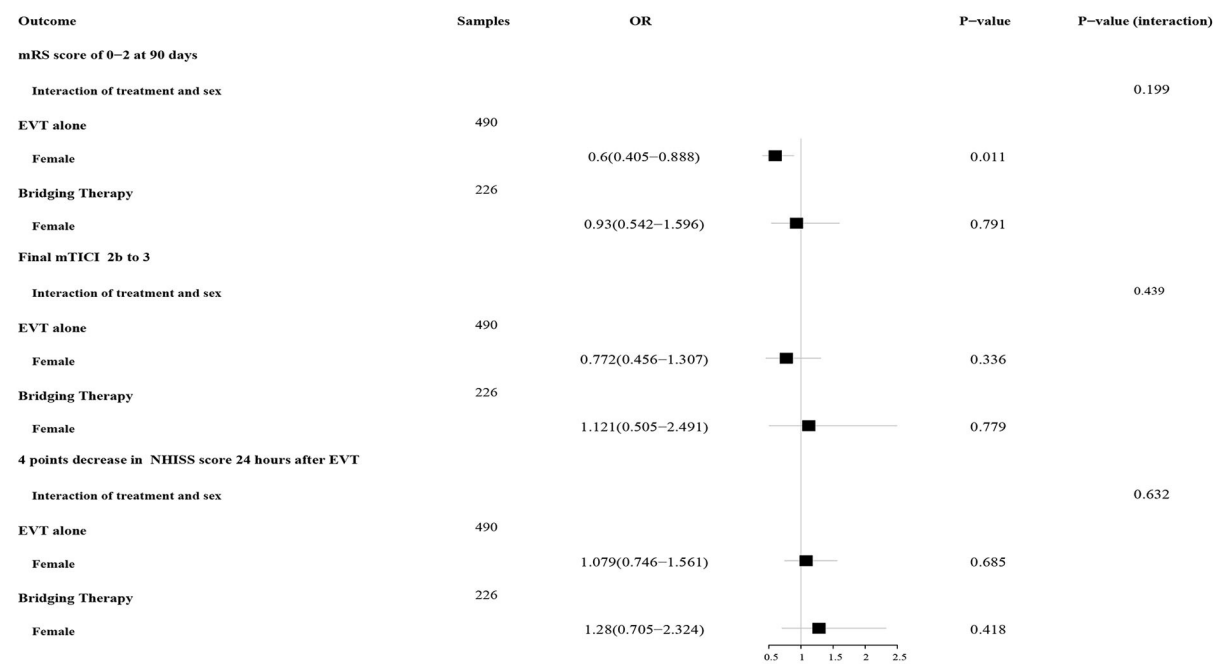 Outcome Samples OR P−value P−value (interaction)
mRS score of 0−2 at 90 days
Interaction of treatment and sex 0.199
EVT alone 490
Female 0.6(0.405−0.888) 0.011
Bridging Therapy 226
Female 0.93(0.542−1.596) 0.791
Final mTICI 2b to 3
Interaction of treatment and sex 0.439
EVT alone 490
Female 0.772(0.456−1.307) 0.336
Bridging Therapy 226
Female 1.121(0.505−2.491) 0.779
4 points decrease in NHISS score 24 hours after EVT
Interaction of treatment and sex 0.632
EVT alone 490
Female 1.079(0.746−1.561) 0.685
Bridging Therapy 226
Female 1.28(0.705−2.324) 0.418
0.5 1 1.5 2 2.5